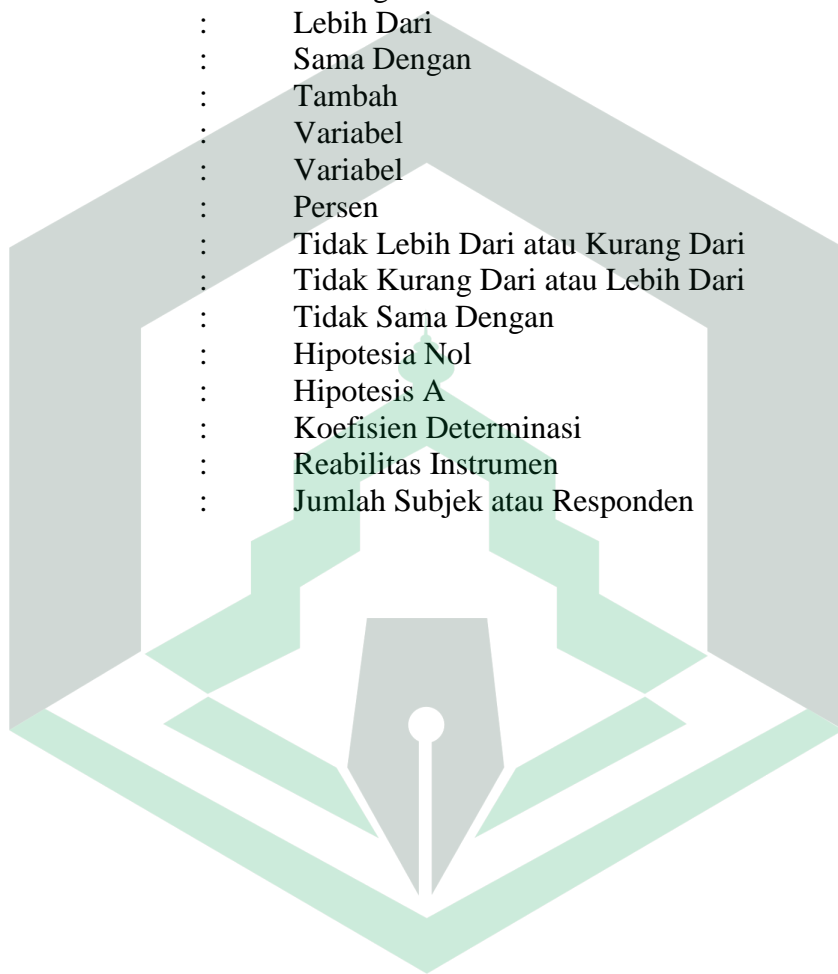 : Lebih Dari
: Sama Dengan
: Tambah
: Variabel
: Variabel
: Persen
: Tidak Lebih Dari atau Kurang Dari
: Tidak Kurang Dari atau Lebih Dari
: Tidak Sama Dengan
: Hipotesia Nol
: Hipotesis A
: Koefisien Determinasi
: Reabilitas Instrumen
: Jumlah Subjek atau Responden